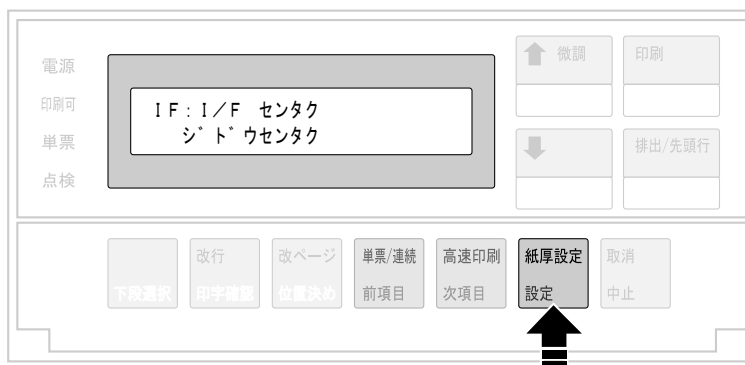 電源
印刷可
単票
点検
IF:I/F センタク
ジドウセンタク
微調
印刷
排出/先頭行
下段選択
改行
印字確認
改ページ
位置決め
単票/連続
前項目
高速印刷
次項目
紙厚設定
設定
取消
中止